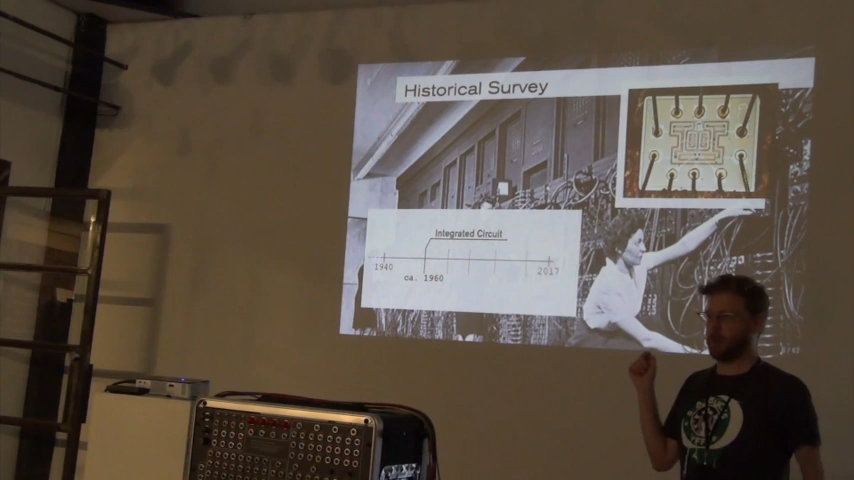 Historical Survey
Integrated Circuit
1940
ca. 1960
2017